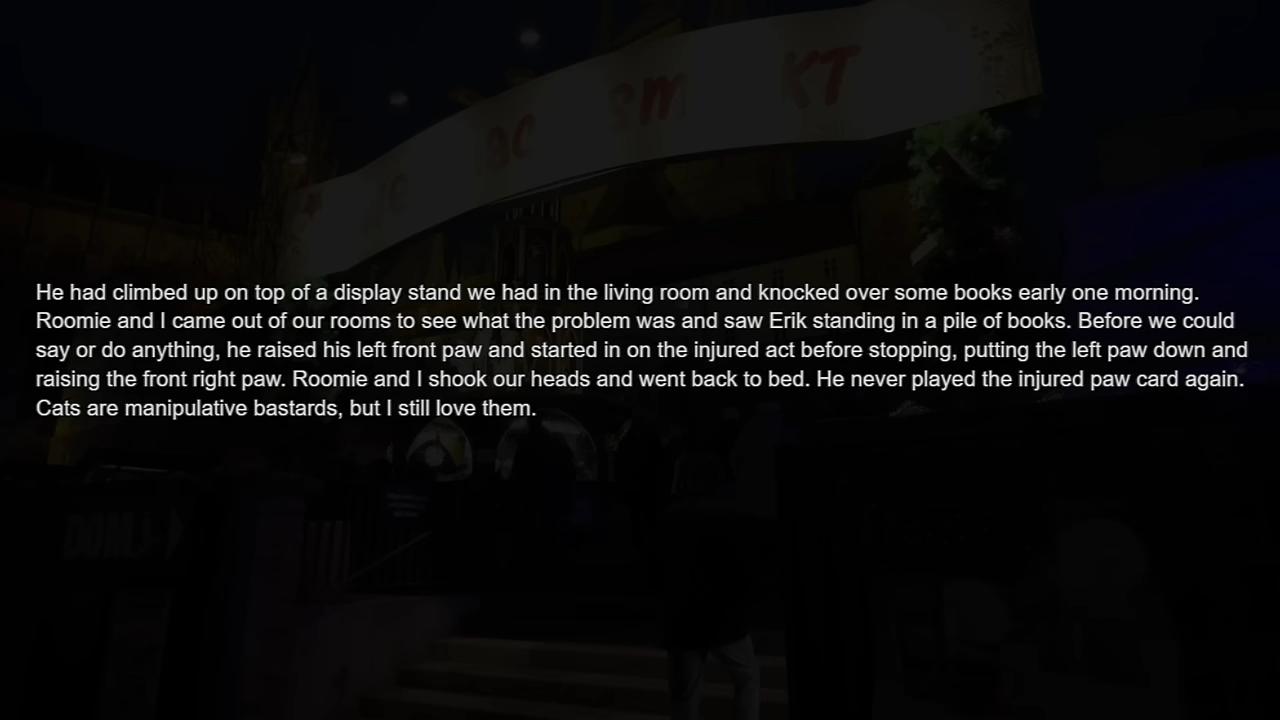 He had climbed up on top of a display stand we had in the living room and knocked over some books early one morning.
Roomie and I came out of our rooms to see what the problem was and saw Erik standing in a pile of books. Before we could
say or do anything, he raised his left front paw and started in on the injured act before stopping, putting the left paw down and
raising the front right paw. Roomie and I shook our heads and went back to bed. He never played the injured paw card again.
Cats are manipulative bastards, but I still love them.